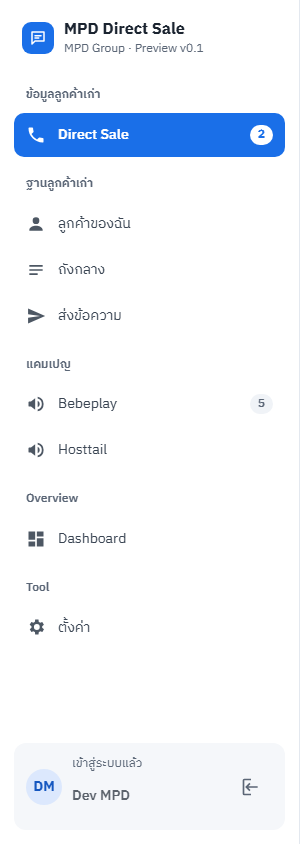 MPD Direct Sale
MPD Group · Preview v0.1
ข้อมูลลูกค้าเก่า
Direct Sale 2
ฐานลูกค้าเก่า
ลูกค้าของฉัน
ถังกลาง
ส่งข้อความ
แคมเปญ
Bebeplay 5
Hosttail
Overview
Dashboard
Tool
ตั้งค่า
เข้าสู่ระบบแล้ว
DM Dev MPD